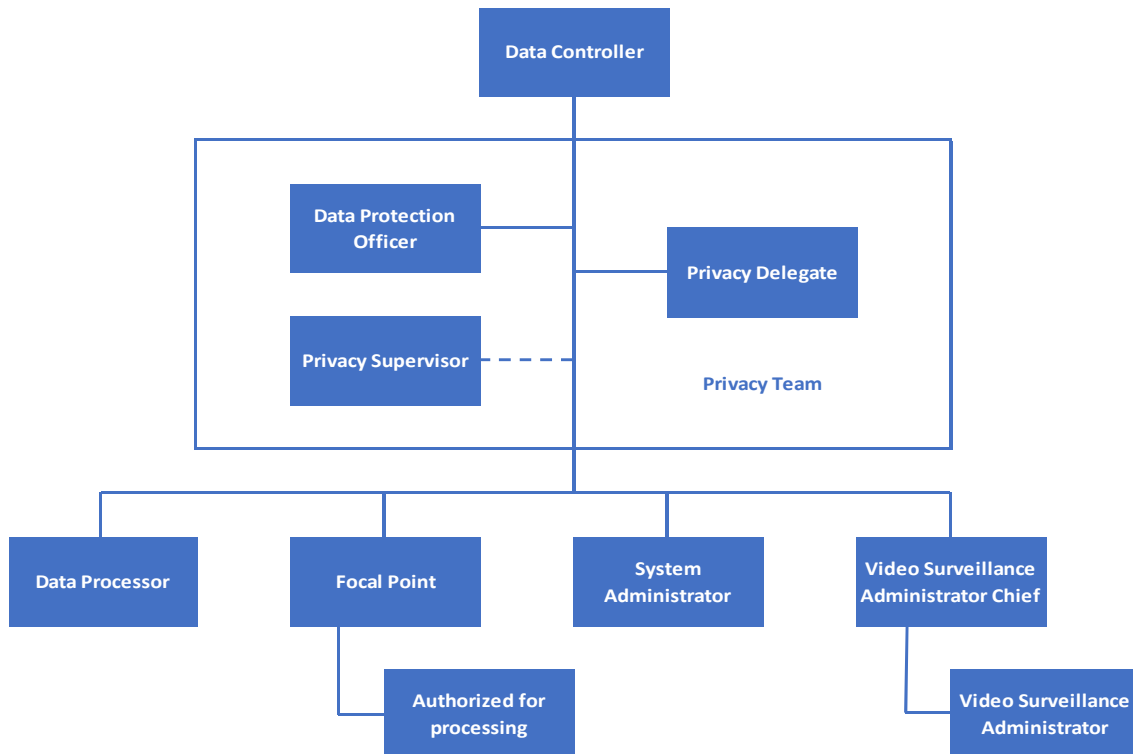 Data Controller
Data Protection
Officer
Privacy Delegate
Privacy Supervisor
Privacy Team
Data Processor
Focal Point
System
Administrator
Video Surveillance
Administrator Chief
Authorized for
processing
Video Surveillance
Administrator